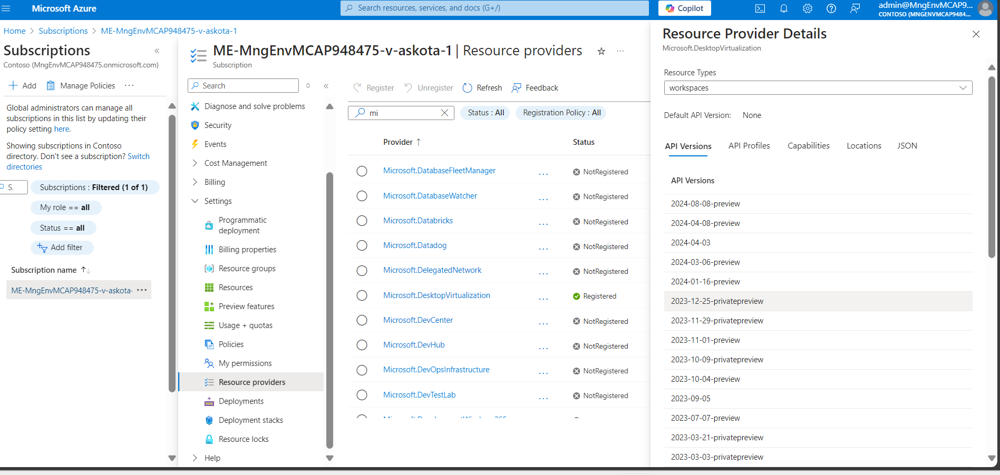 Microsoft Azure
Search resources, services, and docs (G+/)
Copilot
admin@MngEnvMCAP9...
CONTOSO (MNGENVMCAP9484...
Home > Subscriptions > ME-MngEnvMCAP948475-v-askota-1
Subscriptions
Contoso (MngEnvMCAP948475.onmicrosoft.com)
Add
Manage Policies
Global administrators can manage all
subscriptions in this list by updating their
policy setting here.
Showing subscriptions in Contoso
directory. Don't see a subscription? Switch
directories
S.
Subscriptions : Filtered (1 of 1)
My role == all
Status == all
Add filter
Subscription name
ME-MngEnvMCAP948475-v-askota-
ME-MngEnvMCAP948475-v-askota-1 | Resource providers
Subscription
Search
Diagnose and solve problems
Security
Events
Cost Management
Billing
Settings
Programmatic
deployment
Billing properties
Resource groups
Resources
Preview features
Usage + quotas
Policies
My permissions
Resource providers
Deployments
Deployment stacks
Resource locks
Help
Register
Unregister
Refresh
Feedback
mi
Status : All
Registration Policy : All
Provider
Status
Microsoft.DatabaseFleetManager ... NotRegistered
Microsoft.DatabaseWatcher ... NotRegistered
Microsoft.Databricks ... NotRegistered
Microsoft.Datadog ... NotRegistered
Microsoft.DelegatedNetwork ... NotRegistered
Microsoft.DesktopVirtualization ... Registered
Microsoft.DevCenter ... NotRegistered
Microsoft.DevHub ... NotRegistered
Microsoft.DevOpsInfrastructure ... NotRegistered
Microsoft.DevTestLab ... NotRegistered
Resource Provider Details
Microsoft.DesktopVirtualization
Resource Types
workspaces
Default API Version: None
API Versions
API Profiles
Capabilities
Locations
JSON
API Versions
2024-08-08-preview
2024-04-08-preview
2024-04-03
2024-03-06-preview
2024-01-16-preview
2023-12-25-privatepreview
2023-11-29-privatepreview
2023-11-01-preview
2023-10-09-privatepreview
2023-10-04-preview
2023-09-05
2023-07-07-preview
2023-03-21-privatepreview
2023-03-03-privatepreview